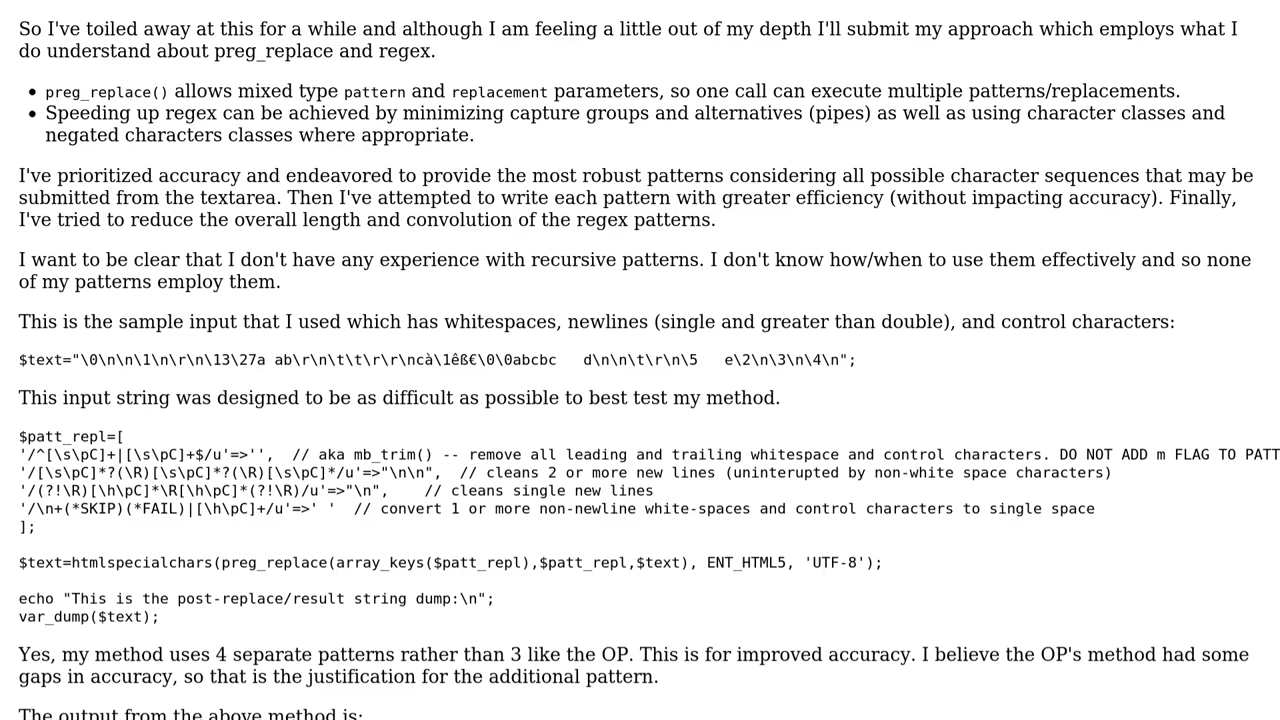 So I've toiled away at this for a while and although I am feeling a little out of my depth I'll submit my approach which employs what I
do understand about preg_replace and regex.
• preg_replace() allows mixed type pattern and replacement parameters, so one call can execute multiple patterns/replacements.
• Speeding up regex can be achieved by minimizing capture groups and alternatives (pipes) as well as using character classes and
negated characters classes where appropriate.
I've prioritized accuracy and endeavored to provide the most robust patterns considering all possible character sequences that may be
submitted from the textarea. Then I've attempted to write each pattern with greater efficiency (without impacting accuracy). Finally,
I've tried to reduce the overall length and convolution of the regex patterns.
I want to be clear that I don't have any experience with recursive patterns. I don't know how/when to use them effectively and so none
of my patterns employ them.
This is the sample input that I used which has whitespaces, newlines (single and greater than double), and control characters:
$text="\0\n\n\1\n\r\n\13\27a ab\r\n\t\t\r\r\ncà\1êß€\0\0abcbc   d\n\n\t\r\n\5   e\2\n\3\n\4\n";
This input string was designed to be as difficult as possible to best test my method.
$patt_repl=[
'/^[\s\pC]+|[\s\pC]+$/u'=>'',  // aka mb_trim() -- remove all leading and trailing whitespace and control characters. DO NOT ADD m FLAG TO PATT
'/[\s\pC]*?(\R)[\s\pC]*?(\R)[\s\pC]*/u'=>"\n\n",  // cleans 2 or more new lines (uninterupted by non-white space characters)
'/(?!\R)[\h\pC]*\R[\h\pC]*(?!\R)/u'=>"\n",    // cleans single new lines
'/\n+(*SKIP)(*FAIL)|[\h\pC]+/u'=>' '  // convert 1 or more non-newline white-spaces and control characters to single space
];
$text=htmlspecialchars(preg_replace(array_keys($patt_repl),$patt_repl,$text), ENT_HTML5, 'UTF-8');
echo "This is the post-replace/result string dump:\n";
var_dump($text);
Yes, my method uses 4 separate patterns rather than 3 like the OP. This is for improved accuracy. I believe the OP's method had some
gaps in accuracy, so that is the justification for the additional pattern.
The output from the above method is: